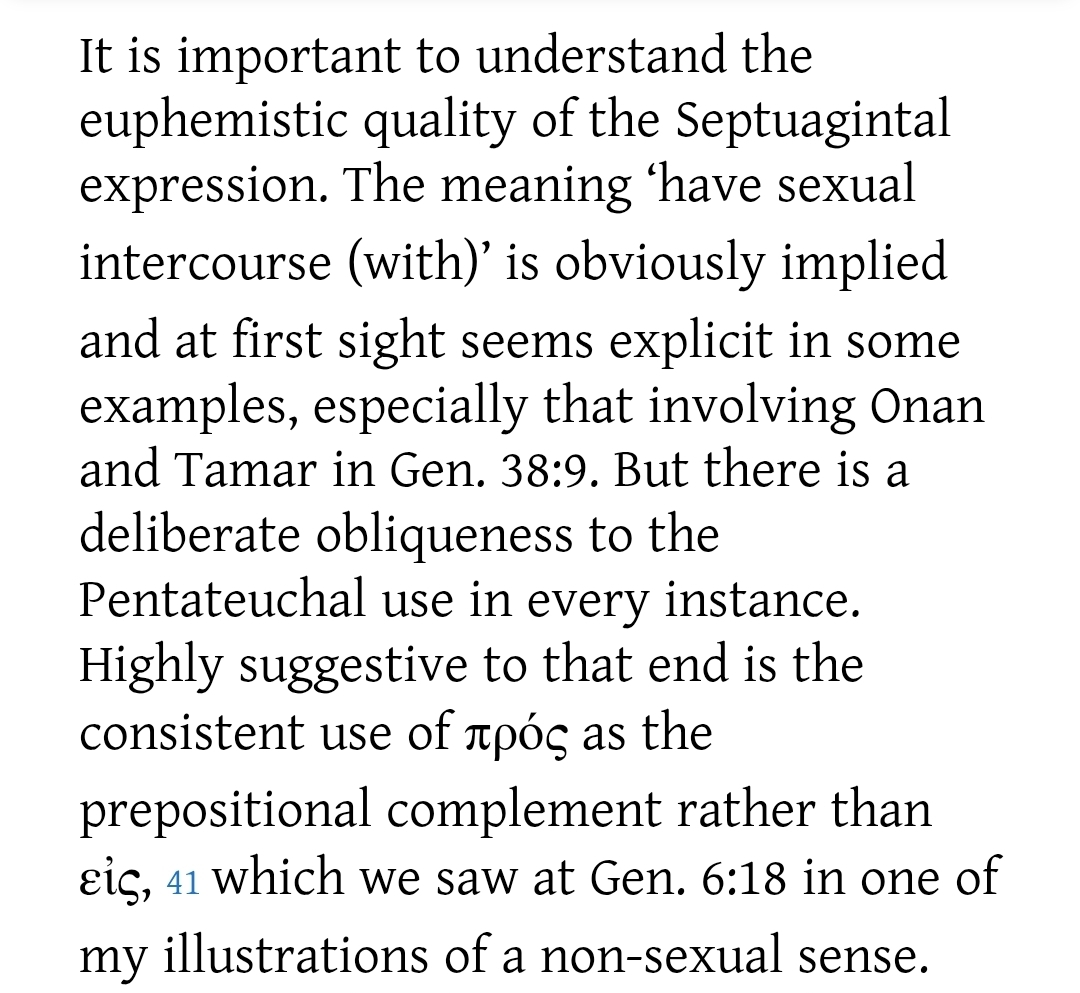 It is important to understand the
euphemistic quality of the Septuagintal
expression. The meaning ‘have sexual
intercourse (with)’ is obviously implied
and at first sight seems explicit in some
examples, especially that involving Onan
and Tamar in Gen. 38:9. But there is a
deliberate obliqueness to the
Pentateuchal use in every instance.
Highly suggestive to that end is the
consistent use of πρός as the
prepositional complement rather than
εἰς, 41 which we saw at Gen. 6:18 in one of
my illustrations of a non-sexual sense.